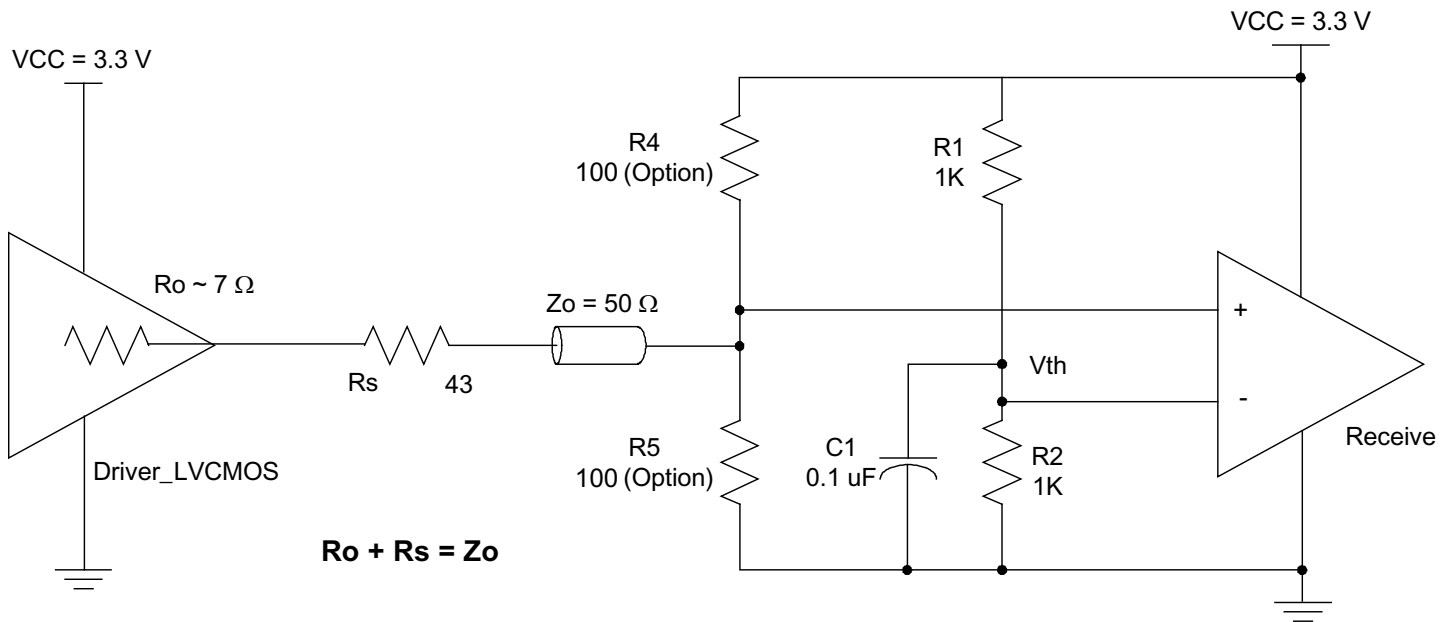 VCC = 3.3 V
VCC = 3.3 V
R4
100 (Option)
R1
1K
Ro ~ 7 Ω
Zo = 50 Ω
+
Rs
43
Vth
-
Driver_LVCMOS
R5
100 (Option)
C1
0.1 uF
R2
1K
Receive
Ro + Rs = Zo